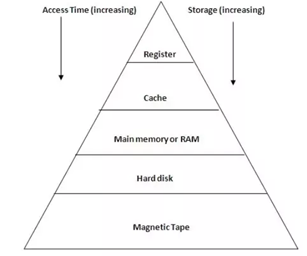 Access Time (increasing)
Storage (increasing)
Register
Cache
Main memory or RAM
Hard disk
Magnetic Tape